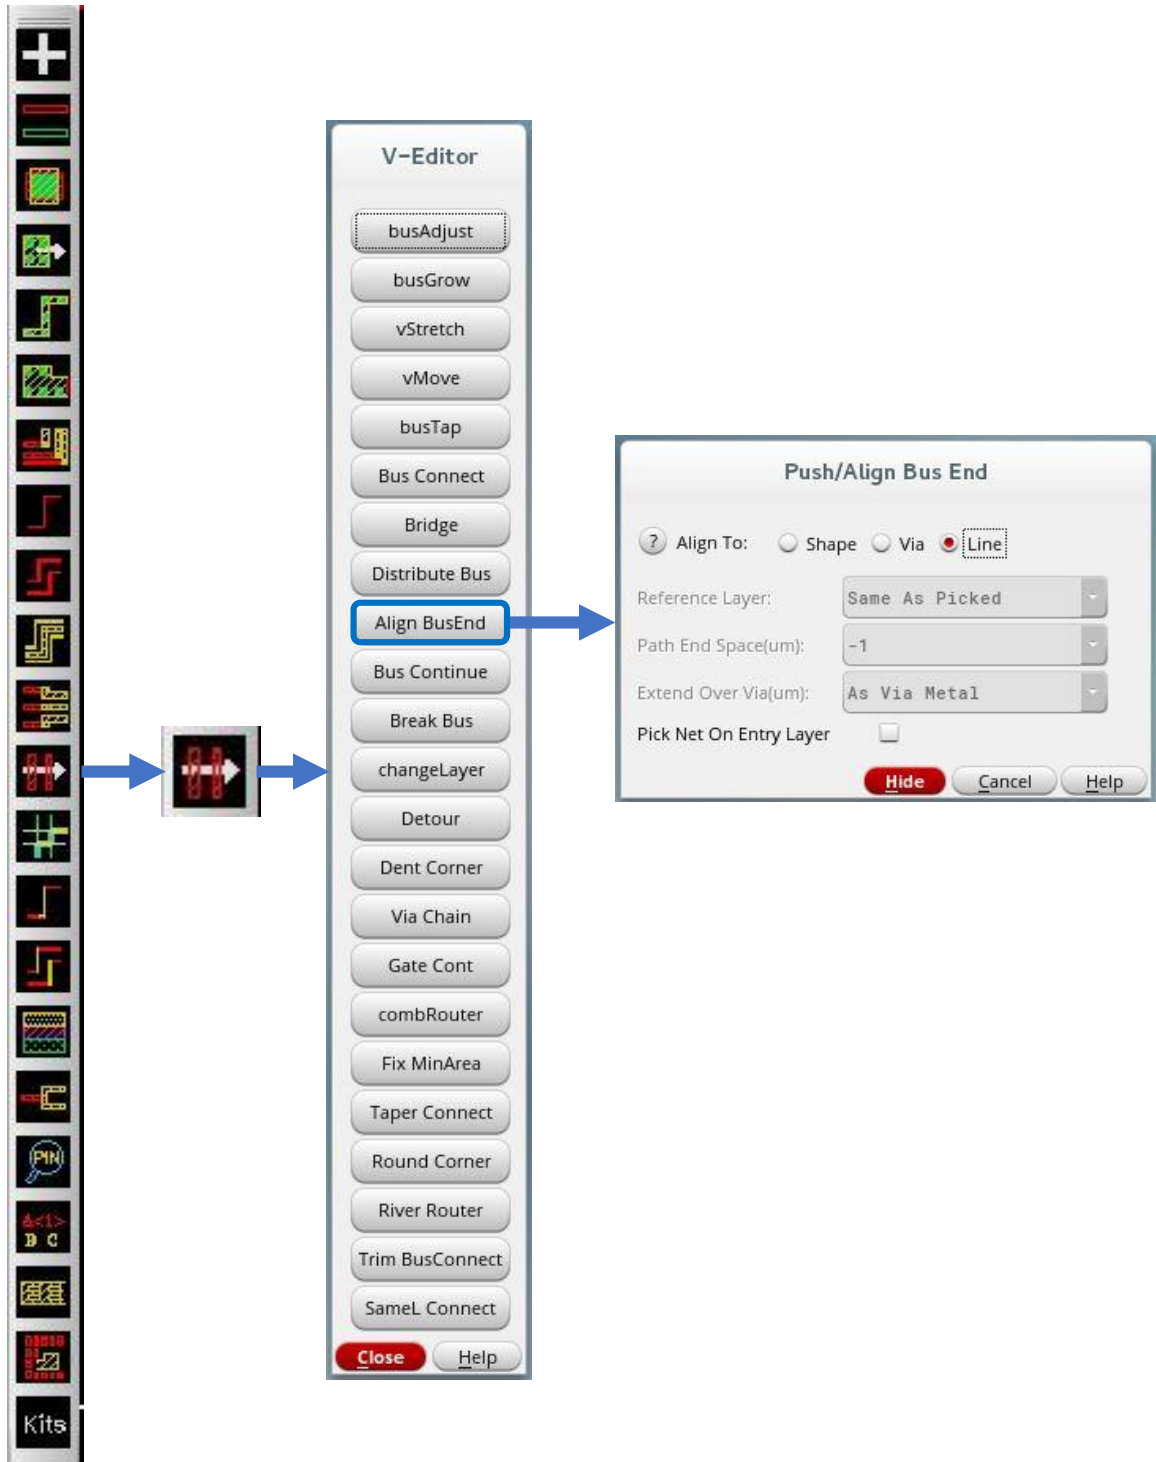 PIN
&<1>
B C
Kits
V-Editor
busAdjust
busGrow
vStretch
vMove
busTap
Bus Connect
Bridge
Distribute Bus
Align BusEnd
Bus Continue
Break Bus
changeLayer
Detour
Dent Corner
Via Chain
Gate Cont
combRouter
Fix MinArea
Taper Connect
Round Corner
River Router
Trim BusConnect
SameL Connect
Close Help
Push/Align Bus End
? Align To: Shape Via Line
Reference Layer: Same As Picked
Path End Space(um): -1
Extend Over Via(um): As Via Metal
Pick Net On Entry Layer
Hide Cancel Help